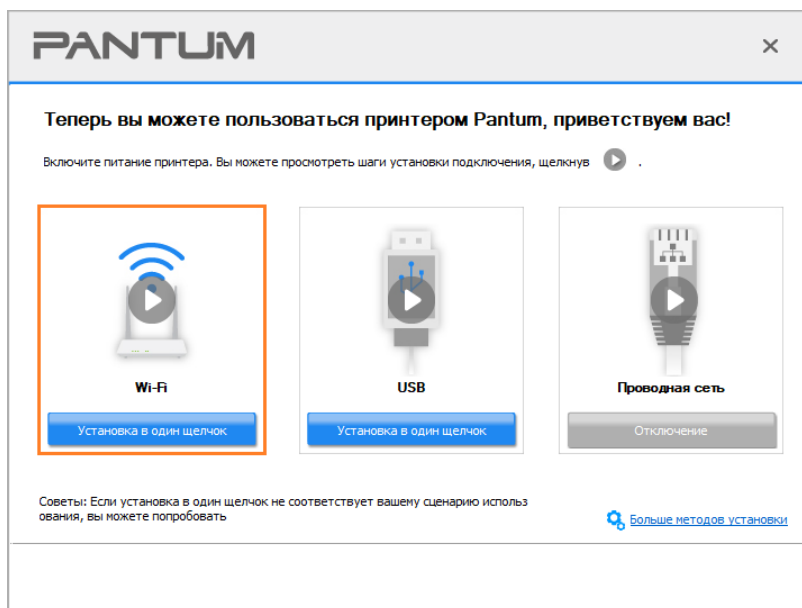 PANTUM
Теперь вы можете пользоваться принтером Pantum, приветствуем вас!
Включите питание принтера. Вы можете просмотреть шаги установки подключения, щелкнув .
Wi-Fi
USB
Проводная сеть
Установка в один щелчок
Установка в один щелчок
Отключение
Советы: Если установка в один щелчок не соответствует вашему сценарию использ
ования, вы можете попробовать
Больше методов установки